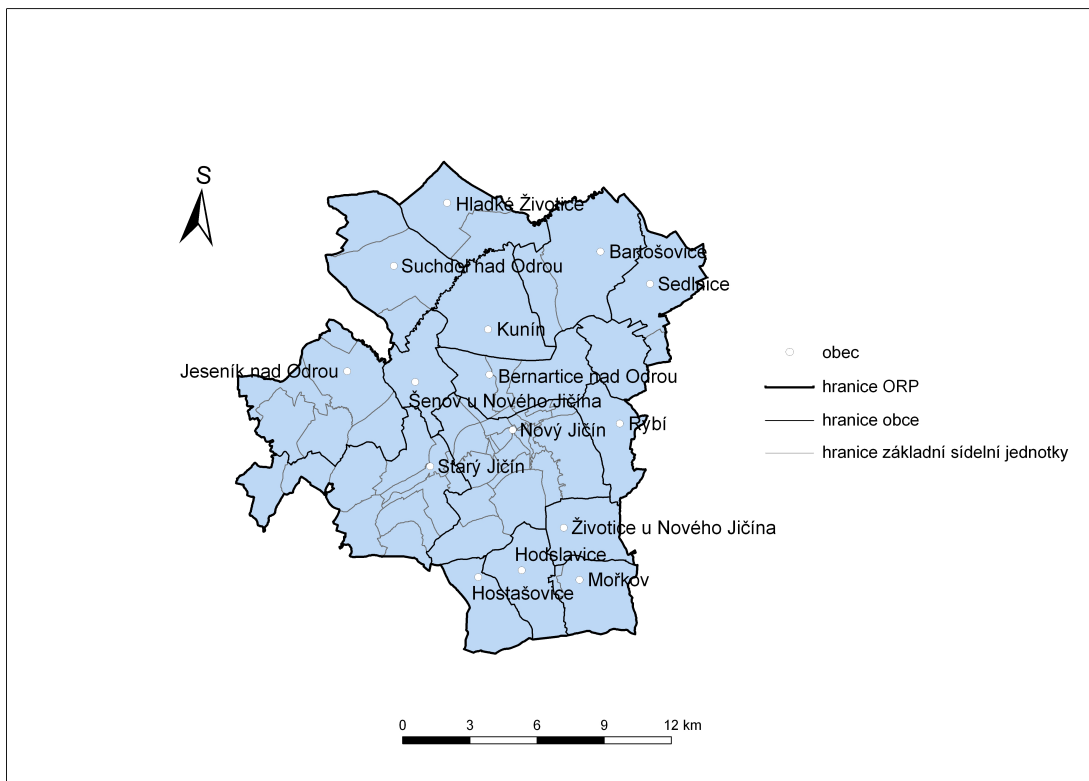 S
Hladké Životice
Bartošovice
Suchdol nad Odrou
Sedlnice
Kunín
obec
Jeseník nad Odrou
Bernartice nad Odrou
hranice ORP
Šenov u Nového Jičína
hranice obce
Rybí
Nový Jičín
hranice základní sídelní jednotky
Starý Jičín
Životice u Nového Jičína
Hodslavice
Mořkov
Hostašovice
0 3 6 9 12 km